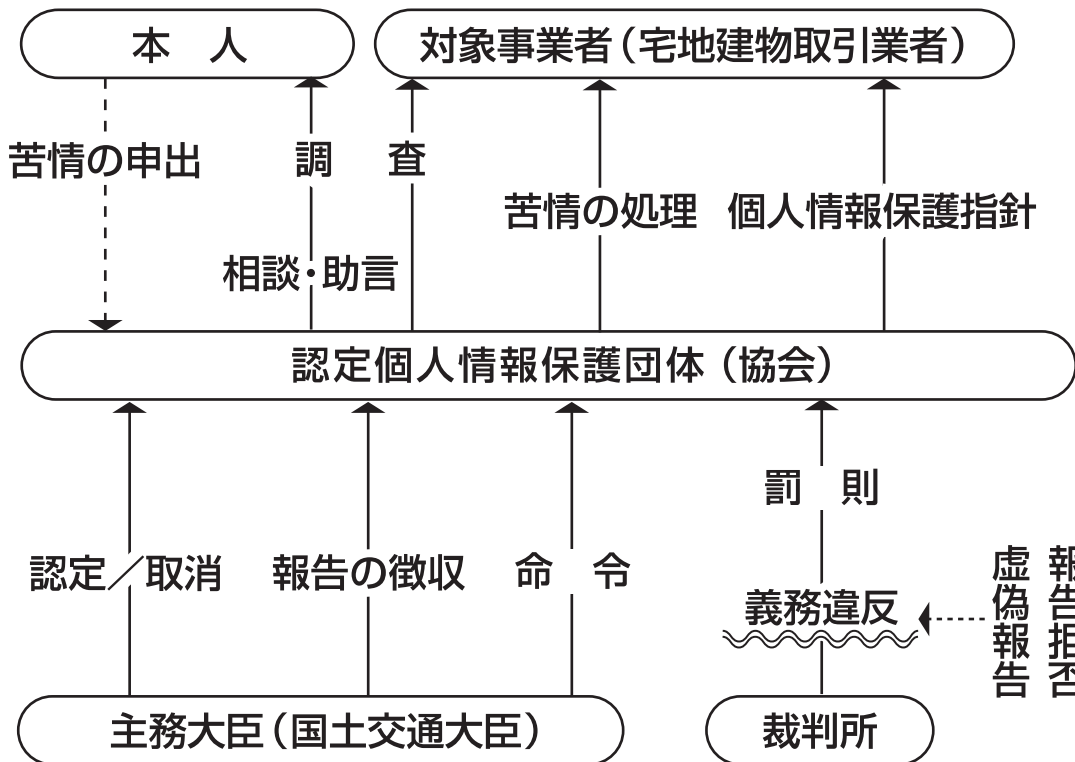 本 人
対象事業者（宅地建物取引業者）
苦情の申出
調 査
苦情の処理
個人情報保護指針
相談・助言
認定個人情報保護団体（協会）
罰 則
認定／取消
報告の徴収
命 令
義務違反
報告拒否
虚偽報告
主務大臣（国土交通大臣）
裁判所